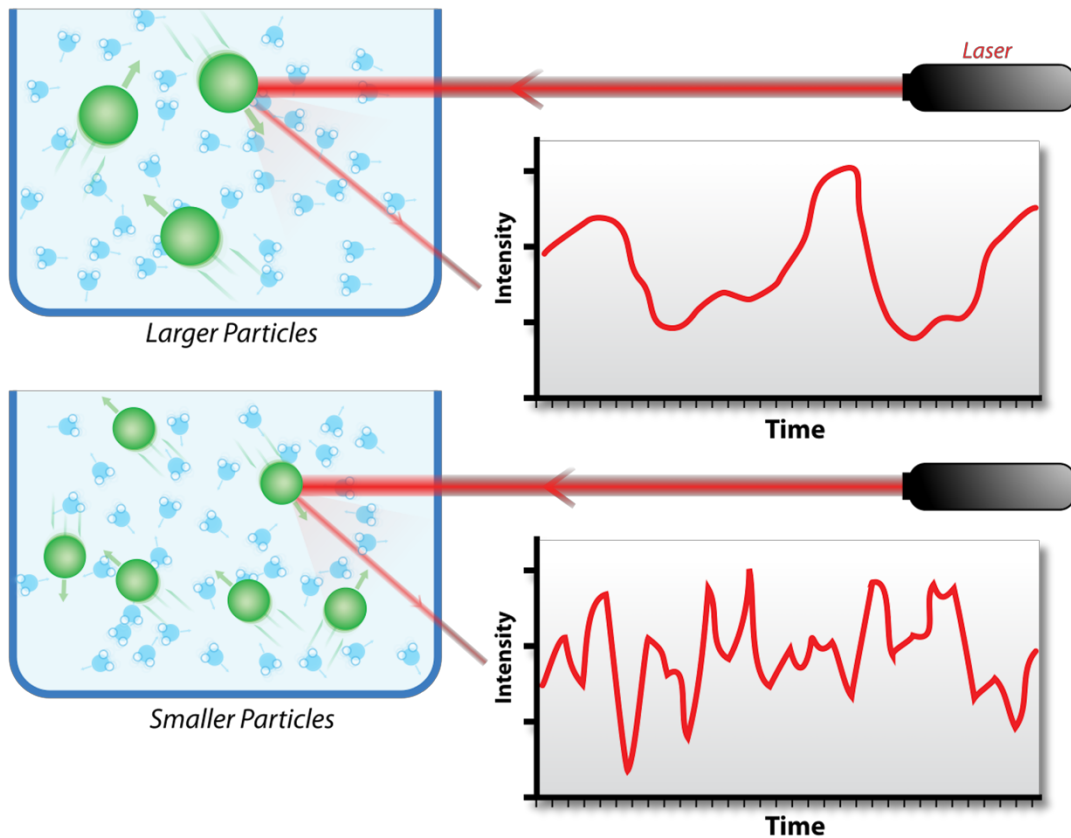 Laser
Intensity
Time
Larger Particles
Intensity
Time
Smaller Particles